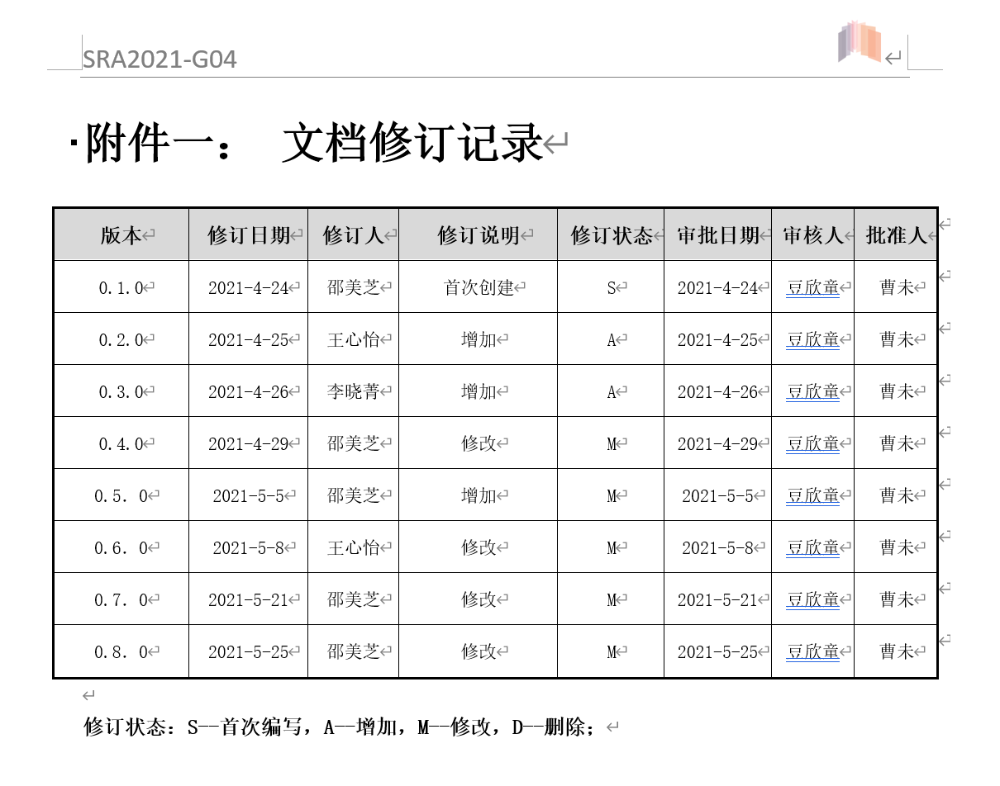 SRA2021-G04
·附件一： 文档修订记录
版本 修订日期 修订人 修订说明 修订状态 审批日期 审核人 批准人
0.1.0 2021-4-24 邵美芝 首次创建 S 2021-4-24 豆欣童 曹未
0.2.0 2021-4-25 王心怡 增加 A 2021-4-25 豆欣童 曹未
0.3.0 2021-4-26 李晓菁 增加 A 2021-4-26 豆欣童 曹未
0.4.0 2021-4-29 邵美芝 修改 M 2021-4-29 豆欣童 曹未
0.5. 0 2021-5-5 邵美芝 增加 M 2021-5-5 豆欣童 曹未
0.6. 0 2021-5-8 王心怡 修改 M 2021-5-8 豆欣童 曹未
0.7. 0 2021-5-21 邵美芝 修改 M 2021-5-21 豆欣童 曹未
0.8. 0 2021-5-25 邵美芝 修改 M 2021-5-25 豆欣童 曹未
修订状态：S--首次编写，A--增加，M--修改，D--删除；